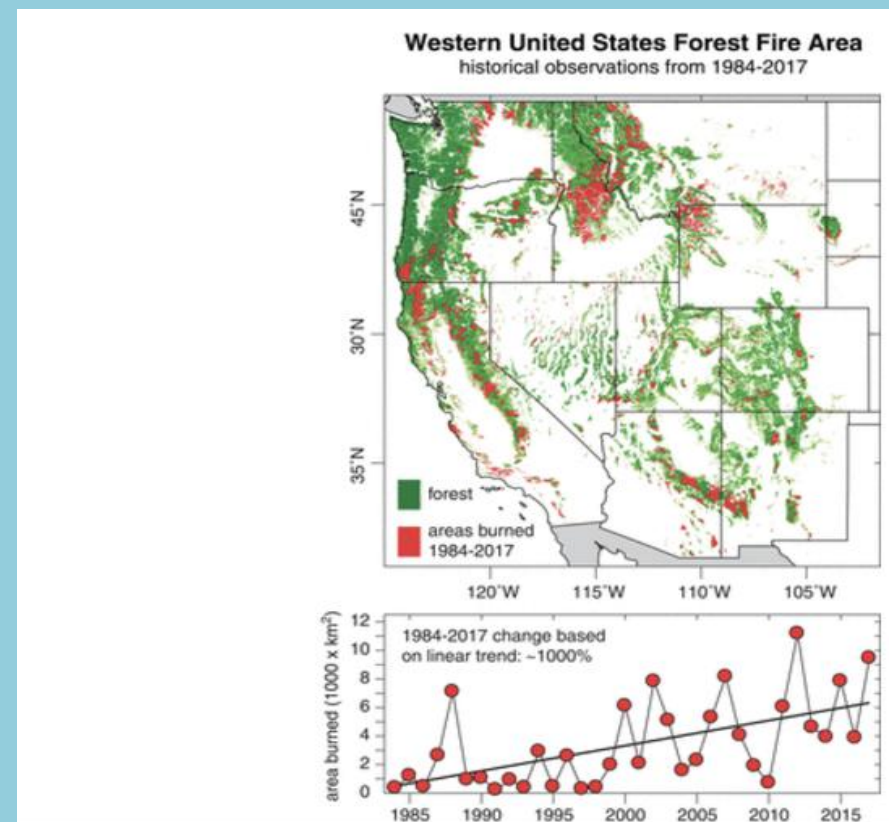 Western United States Forest Fire Area
historical observations from 1984-2017
45°N
30°N
35°N
forest
areas burned
1984-2017
120°W
115°W
110°W
105°W
area burned (1000 x km²)
12
10
8
6
4
2
0
1984-2017 change based
on linear trend: ~1000%
1985
1990
1995
2000
2005
2010
2015